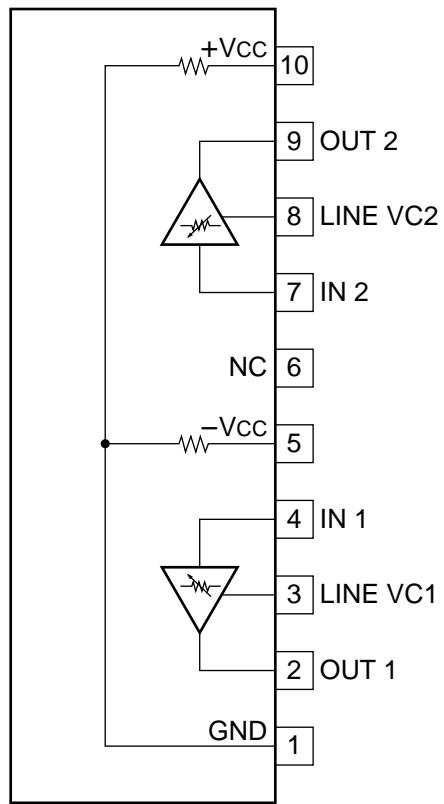 +VCC
10
9 OUT 2
8 LINE VC2
7 IN 2
NC 6
−VCC
5
4 IN 1
3 LINE VC1
2 OUT 1
GND 1